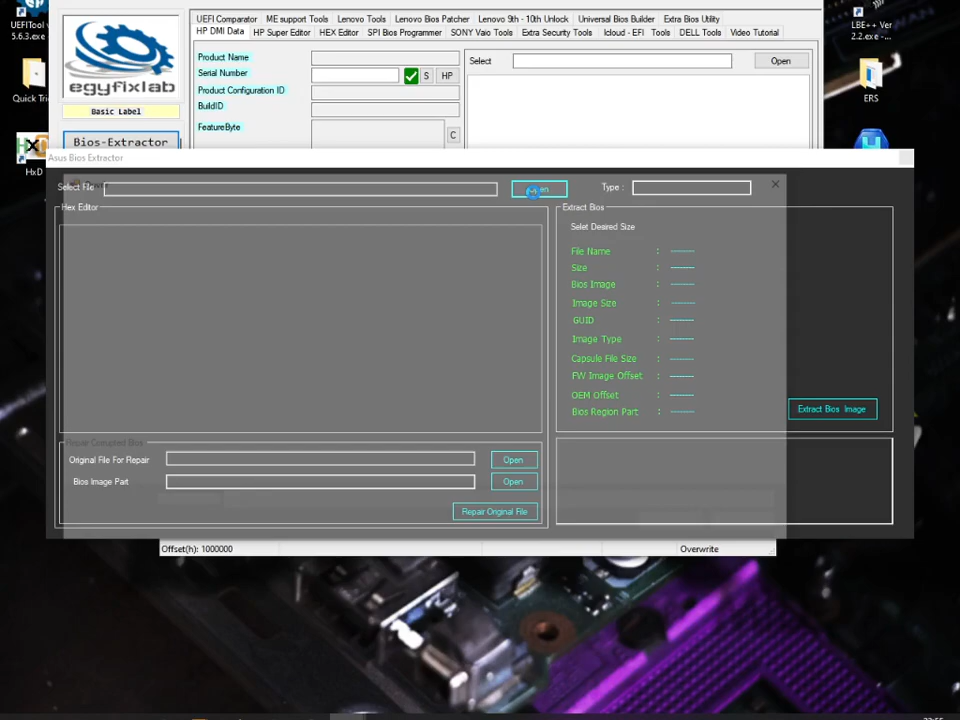 UEFITool w
5.6.3.exe
Quick Tri
HxD
egyfixlab
Basic Label
Bios-Extractor
UEFI Comparator ME support Tools Lenovo Tools Lenovo Bios Patcher Lenovo 9th - 10th Unlock Universal Bios Builder Extra Bios Utility
HP DMI Data HP Super Editor HEX Editor SPI Bios Programmer SONY Vaio Tools Extra Security Tools Icloud - EFI Tools DELL Tools Video Tutorial
Product Name
Serial Number S HP
Product Configuration ID
BuildID
FeatureByte C
Select Open
LBE++ Ver
2.2.exe -...
ERS
Asus Bios Extractor
Select File Type :
Hex Editor
Extract Bios
Selet Desired Size
File Name : -------
Size : -------
Bios Image : -------
Image Size : -------
GUID : -------
Image Type : -------
Capsule File Size : -------
FW Image Offset : -------
OEM Offset : -------
Bios Region Part : -------
Extract Bios Image
Repair Corrupted Bios
Original File For Repair Open
Bios Image Part Open
Repair Original File
Offset(h): 1000000 Overwrite